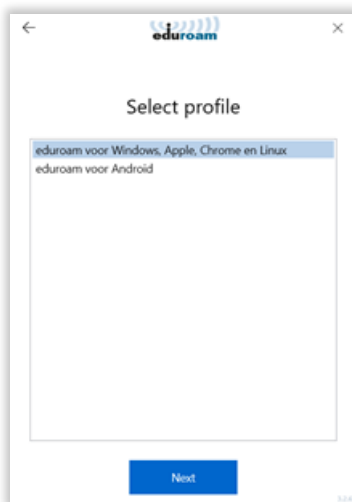 eduroam
Select profile
eduroam voor Windows, Apple, Chrome en Linux
eduroam voor Android
Next